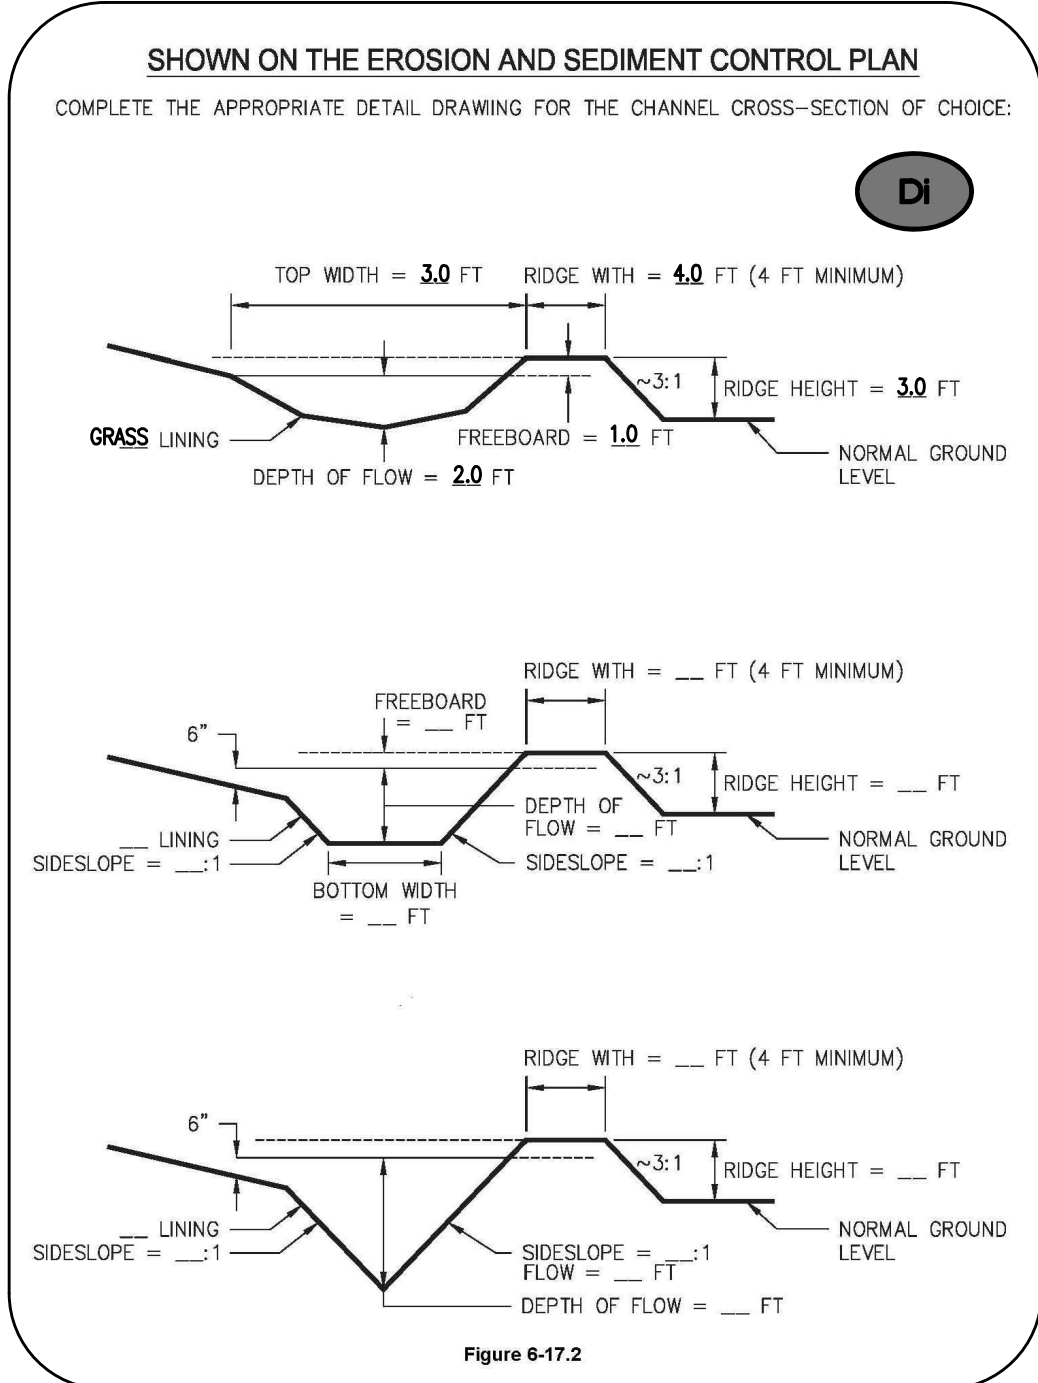 SHOWN ON THE EROSION AND SEDIMENT CONTROL PLAN
COMPLETE THE APPROPRIATE DETAIL DRAWING FOR THE CHANNEL CROSS-SECTION OF CHOICE:
Di
TOP WIDTH = 3.0 FT
RIDGE WITH = 4.0 FT (4 FT MINIMUM)
~3:1
RIDGE HEIGHT = 3.0 FT
GRASS LINING
FREEBOARD = 1.0 FT
DEPTH OF FLOW = 2.0 FT
NORMAL GROUND
LEVEL
RIDGE WITH = __ FT (4 FT MINIMUM)
FREEBOARD
= __ FT
6"
~3:1
RIDGE HEIGHT = __ FT
DEPTH OF
FLOW = __ FT
__ LINING
SIDESLOPE = __:1
SIDESLOPE = __:1
NORMAL GROUND
LEVEL
BOTTOM WIDTH
= __ FT
RIDGE WITH = __ FT (4 FT MINIMUM)
6"
~3:1
RIDGE HEIGHT = __ FT
__ LINING
SIDESLOPE = __:1
SIDESLOPE = __:1
FLOW = __ FT
NORMAL GROUND
LEVEL
DEPTH OF FLOW = __ FT
Figure 6-17.2